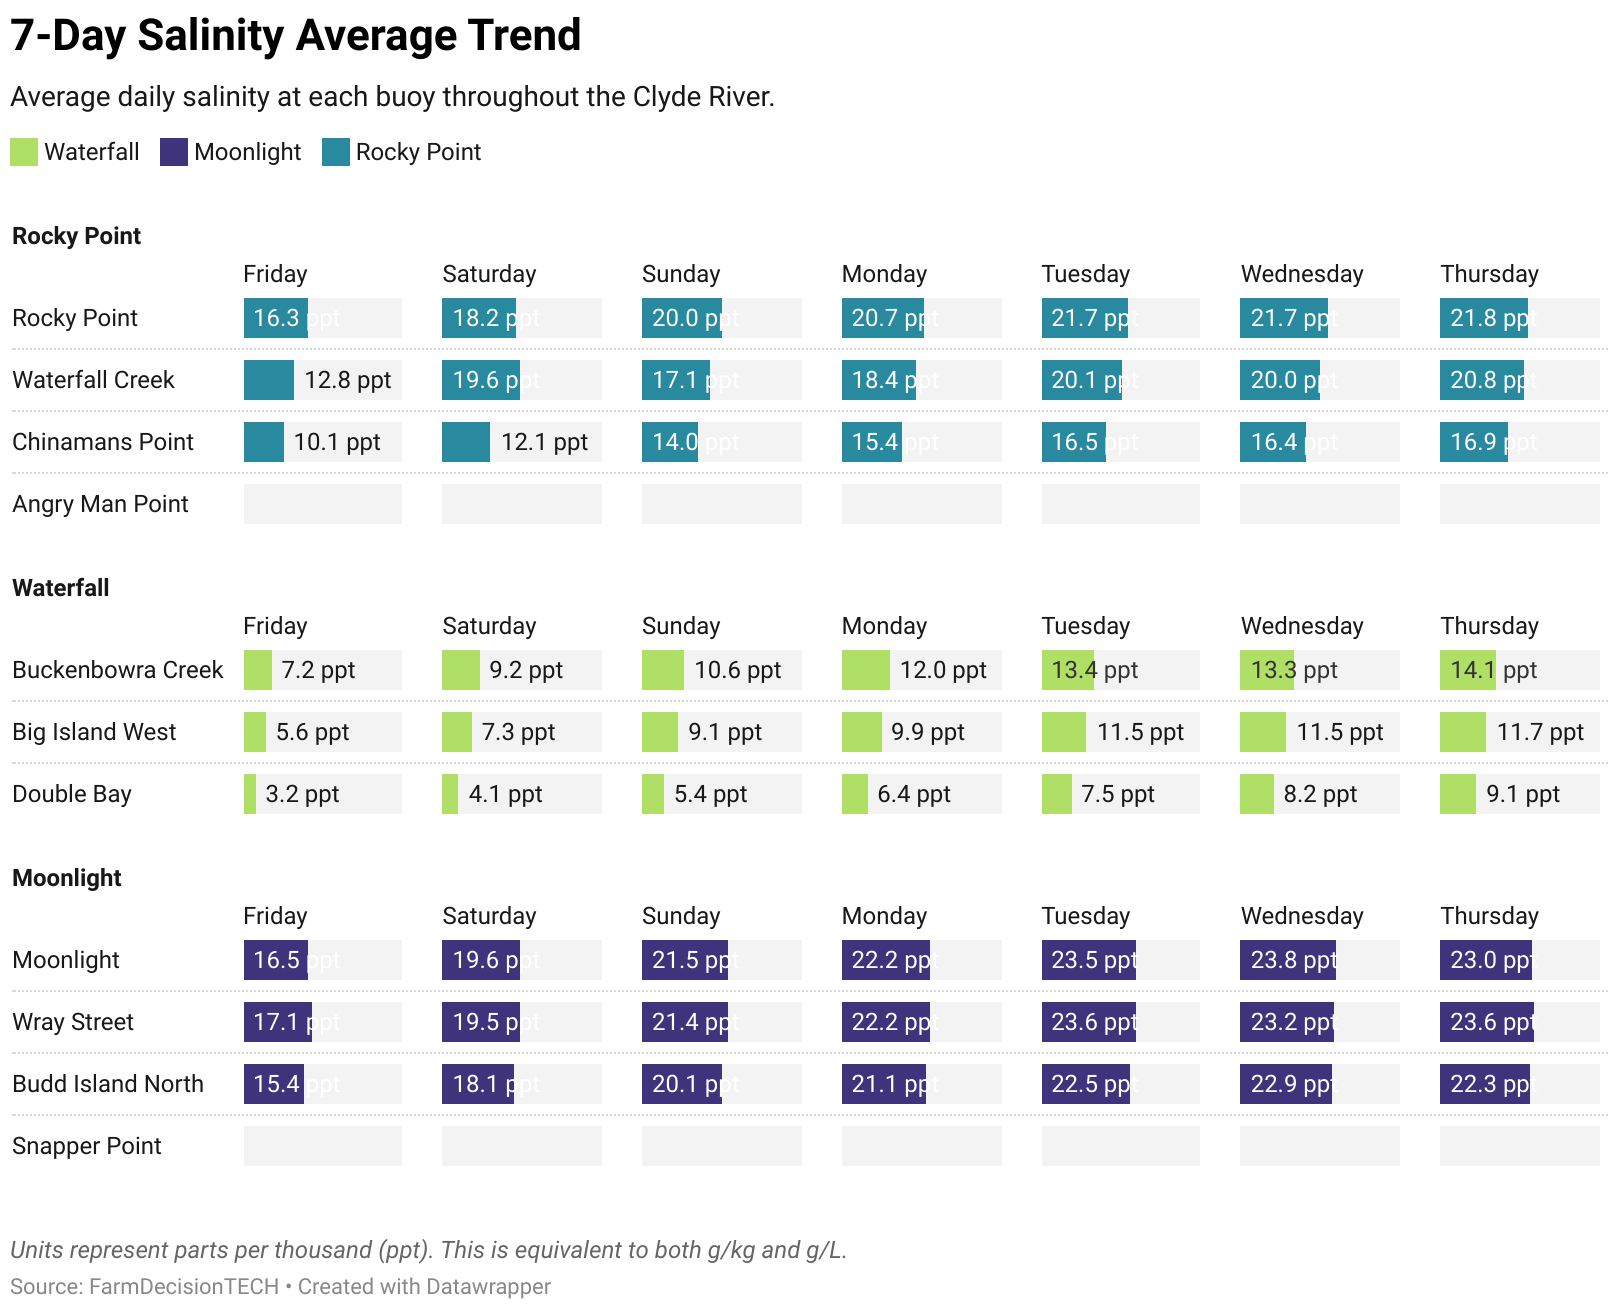 7-Day Salinity Average Trend
Average daily salinity at each buoy throughout the Clyde River.
Waterfall Moonlight Rocky Point
Rocky Point
Friday Saturday Sunday Monday Tuesday Wednesday Thursday
Rocky Point 16.3 ppt 18.2 ppt 20.0 ppt 20.7 ppt 21.7 ppt 21.7 ppt 21.8 ppt
Waterfall Creek 12.8 ppt 19.6 ppt 17.1 ppt 18.4 ppt 20.1 ppt 20.0 ppt 20.8 ppt
Chinamans Point 10.1 ppt 12.1 ppt 14.0 ppt 15.4 ppt 16.5 ppt 16.4 ppt 16.9 ppt
Angry Man Point
Waterfall
Friday Saturday Sunday Monday Tuesday Wednesday Thursday
Buckenbowra Creek 7.2 ppt 9.2 ppt 10.6 ppt 12.0 ppt 13.4 ppt 13.3 ppt 14.1 ppt
Big Island West 5.6 ppt 7.3 ppt 9.1 ppt 9.9 ppt 11.5 ppt 11.5 ppt 11.7 ppt
Double Bay 3.2 ppt 4.1 ppt 5.4 ppt 6.4 ppt 7.5 ppt 8.2 ppt 9.1 ppt
Moonlight
Friday Saturday Sunday Monday Tuesday Wednesday Thursday
Moonlight 16.5 ppt 19.6 ppt 21.5 ppt 22.2 ppt 23.5 ppt 23.8 ppt 23.0 ppt
Wray Street 17.1 ppt 19.5 ppt 21.4 ppt 22.2 ppt 23.6 ppt 23.2 ppt 23.6 ppt
Budd Island North 15.4 ppt 18.1 ppt 20.1 ppt 21.1 ppt 22.5 ppt 22.9 ppt 22.3 ppt
Snapper Point
Units represent parts per thousand (ppt). This is equivalent to both g/kg and g/L.
Source: FarmDecisionTECH • Created with Datawrapper